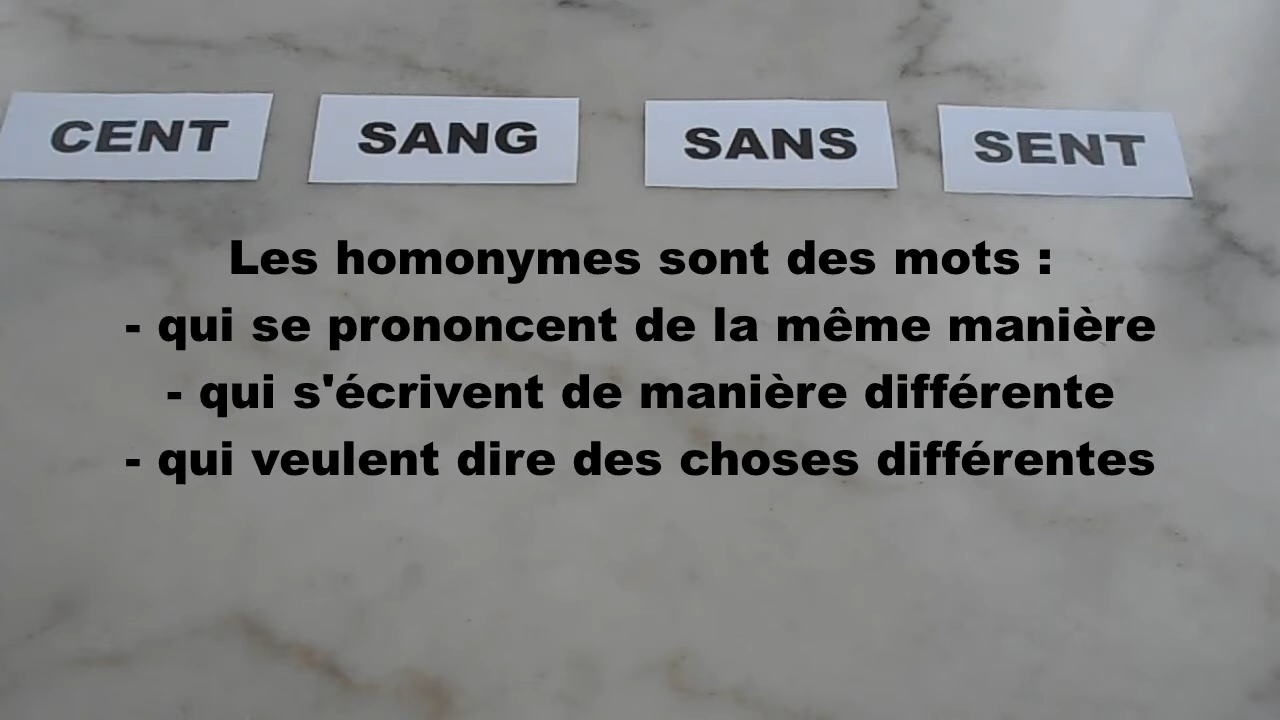 CENT SANG SANS SENT
Les homonymes sont des mots :
- qui se prononcent de la même manière
- qui s'écrivent de manière différente
- qui veulent dire des choses différentes